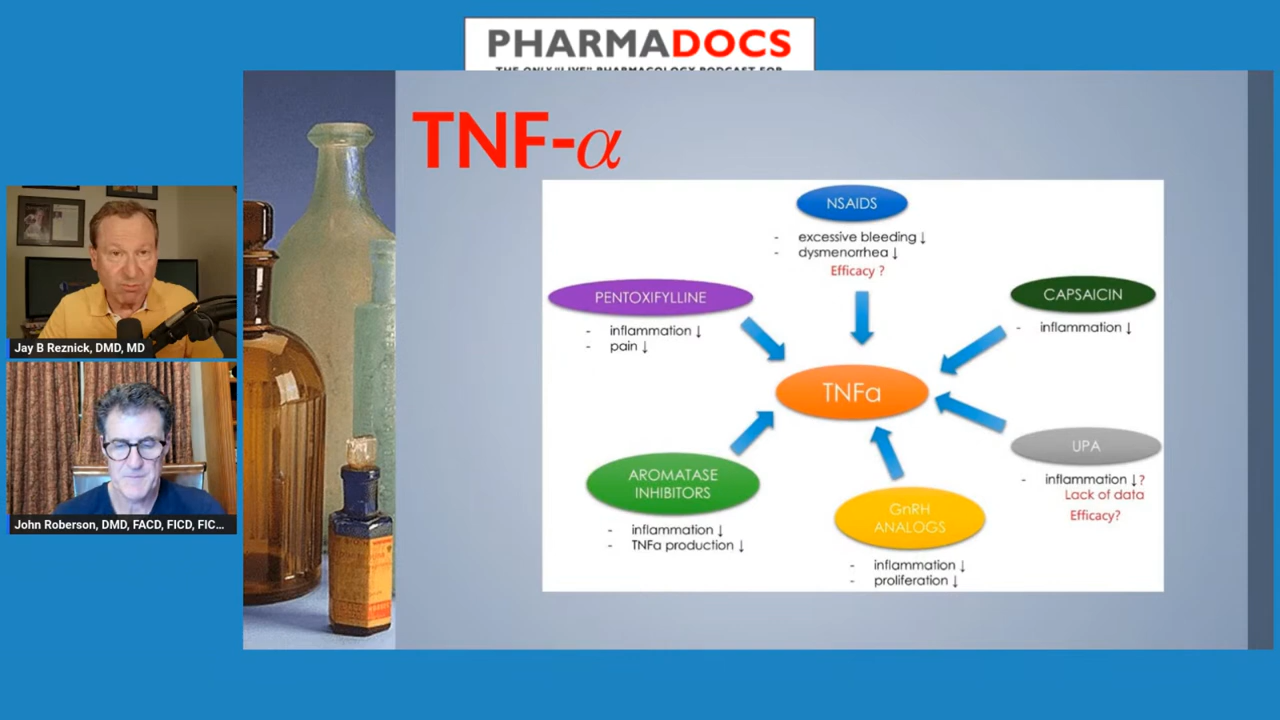 PHARMADOCS
THE ONLY "LIVE" PHARMACOLOGY PODCAST FOR
TNF-α
NSAIDS
- excessive bleeding ↓
- dysmenorrhea ↓
Efficacy ?
PENTOXIFYLLINE
- inflammation ↓
- pain ↓
CAPSAICIN
- inflammation ↓
TNFα
AROMATASE
INHIBITORS
- inflammation ↓
- TNFα production ↓
GnRH
ANALOGS
- inflammation ↓
- proliferation ↓
UPA
- inflammation ↓?
Lack of data
Efficacy?
Jay B Reznick, DMD, MD
John Roberson, DMD, FACD, FICD, FIC...